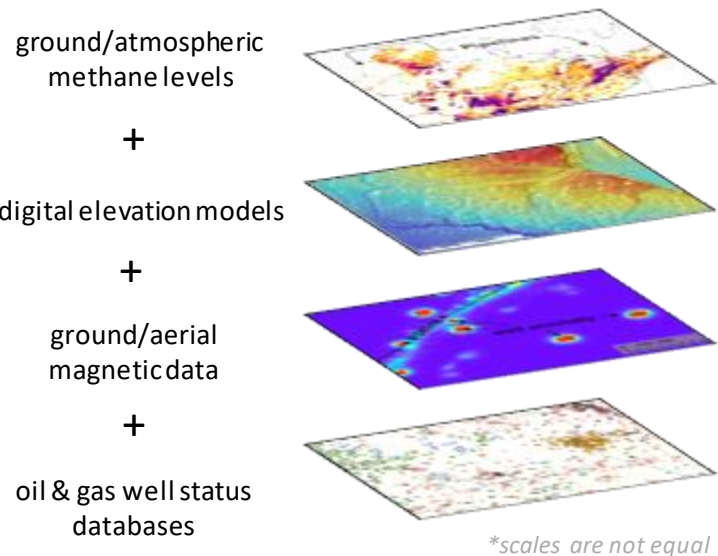 ground/atmospheric
methane levels
+
digital elevation models
+
ground/aerial
magnetic data
+
oil & gas well status
databases
*scales are not equal